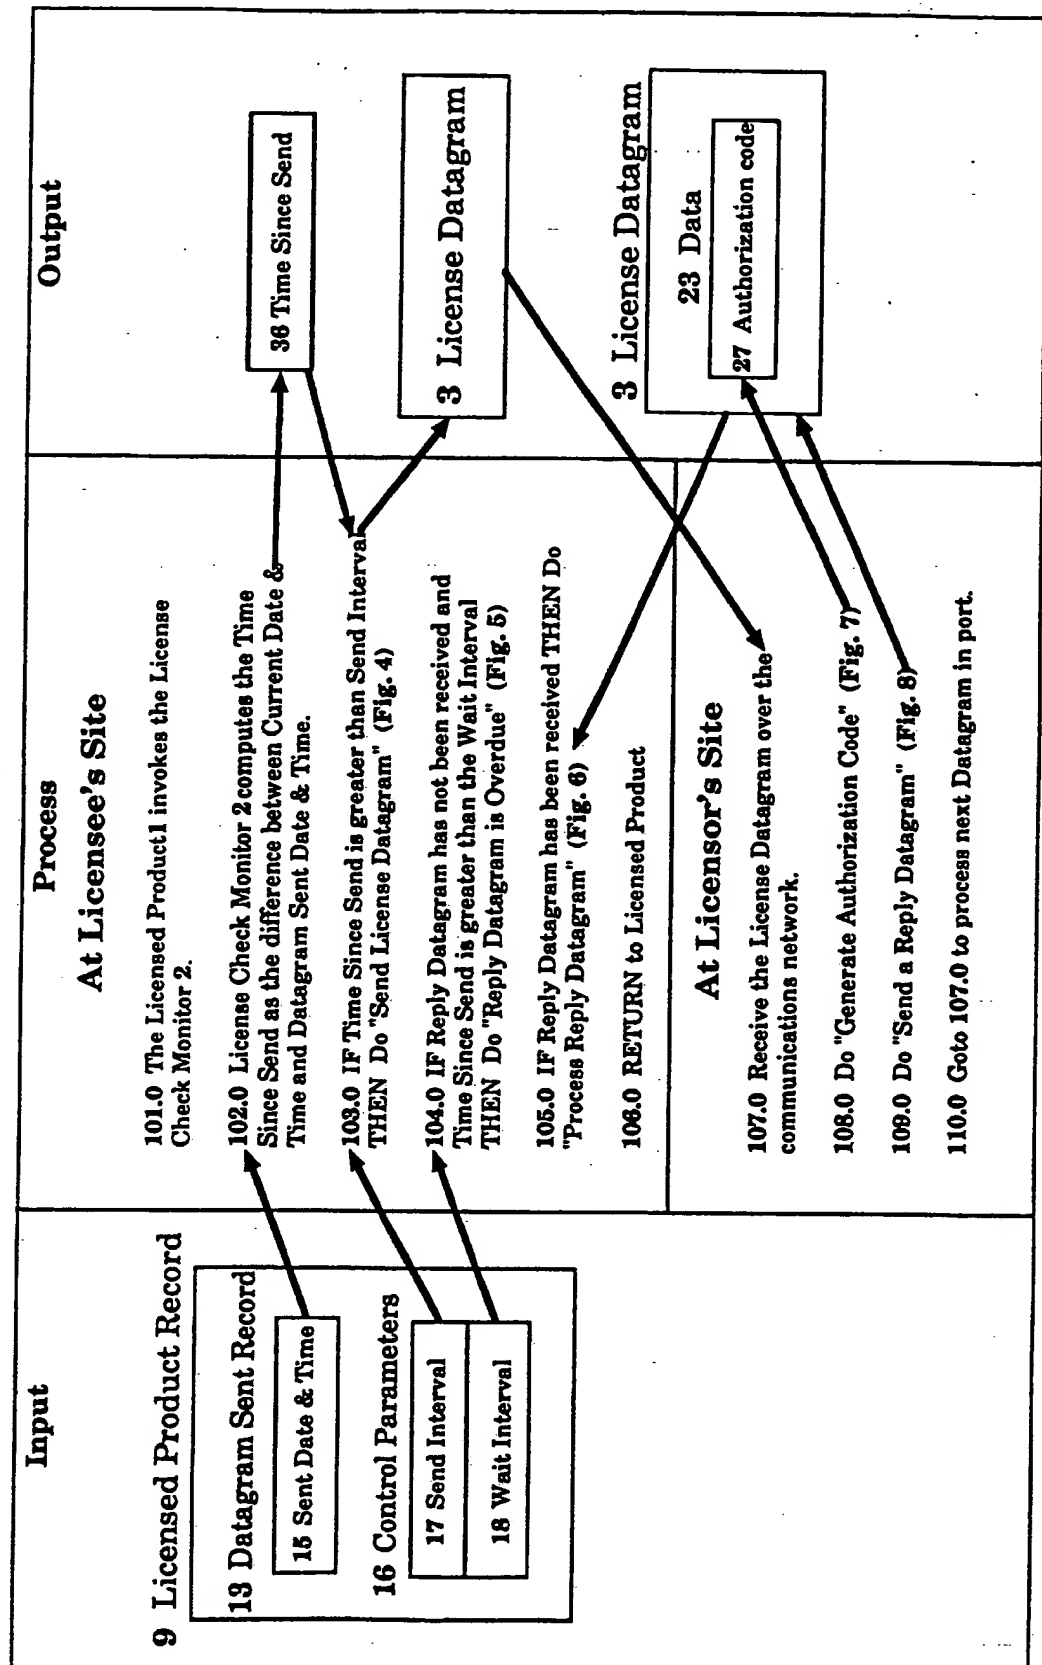 Input
9 Licensed Product Record
13 Datagram Sent Record
15 Sent Date & Time
16 Control Parameters
17 Send Interval
18 Wait Interval
Process
At Licensee's Site
101.0 The Licensed Product1 invokes the License
Check Monitor 2.
102.0 License Check Monitor 2 computes the Time
Since Send as the difference between Current Date &
Time and Datagram Sent Date & Time.
103.0 IF Time Since Send is greater than Send Interval
THEN Do "Send License Datagram" (Fig. 4)
104.0 IF Reply Datagram has not been received and
Time Since Send is greater than the Wait Interval
THEN Do "Reply Datagram is Overdue" (Fig. 5)
105.0 IF Reply Datagram has been received THEN Do
"Process Reply Datagram" (Fig. 6)
106.0 RETURN to Licensed Product
At Licensor's Site
107.0 Receive the License Datagram over the
communications network.
108.0 Do "Generate Authorization Code" (Fig. 7)
109.0 Do "Send a Reply Datagram" (Fig. 8)
110.0 Goto 107.0 to process next Datagram in port.
Output
36 Time Since Send
3 License Datagram
3 License Datagram
23 Data
27 Authorization code